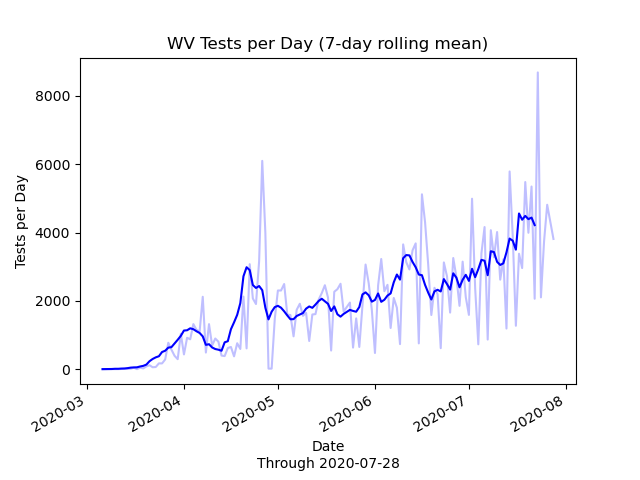 WV Tests per Day (7-day rolling mean)
Tests per Day
8000
6000
4000
2000
0
2020-03
2020-04
2020-05
2020-06
2020-07
2020-08
Date
Through 2020-07-28